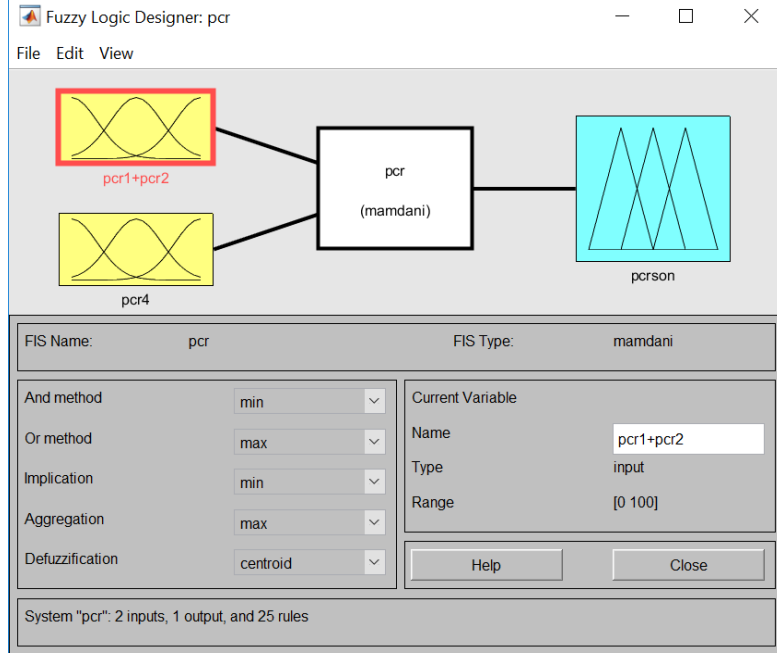 Fuzzy Logic Designer: pcr
File Edit View
pcr1+pcr2
pcr4
pcr
(mamdani)
pcrson
FIS Name: pcr FIS Type: mamdani
And method min
Or method max
Implication min
Aggregation max
Defuzzification centroid
Current Variable
Name pcr1+pcr2
Type input
Range [0 100]
Help Close
System "pcr": 2 inputs, 1 output, and 25 rules